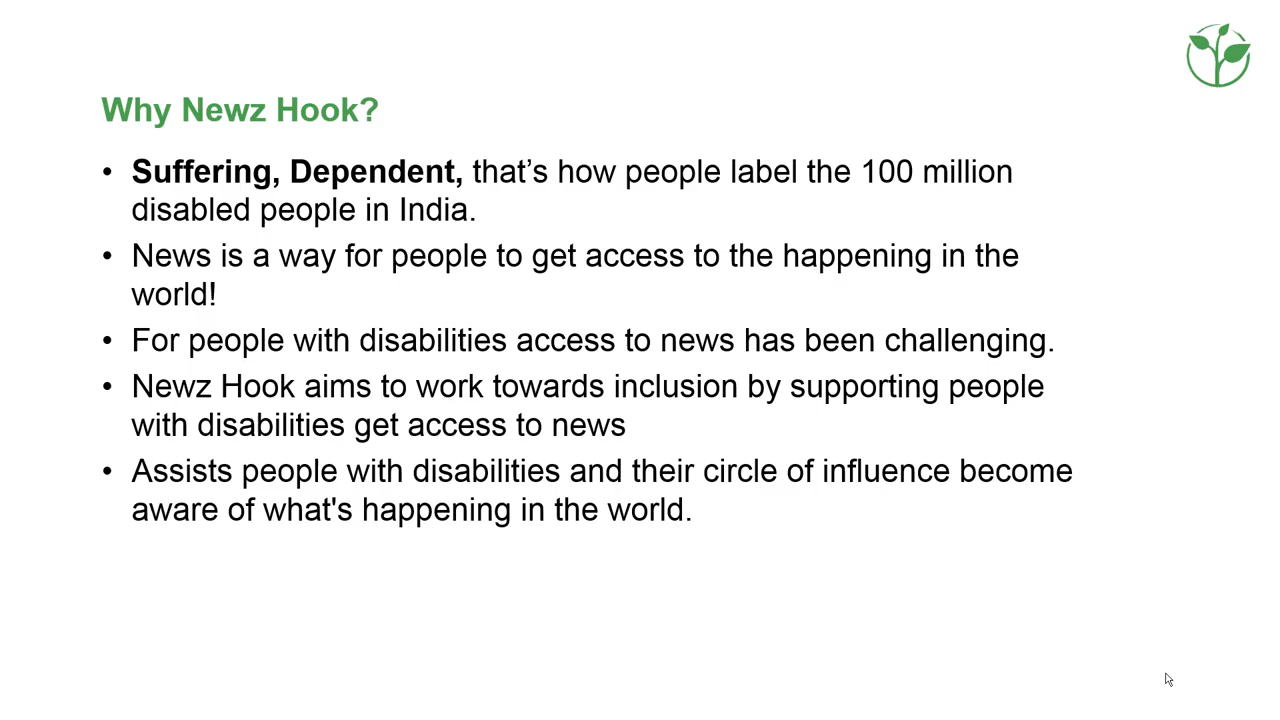 Why Newz Hook?
• Suffering, Dependent, that’s how people label the 100 million
disabled people in India.
• News is a way for people to get access to the happening in the
world!
• For people with disabilities access to news has been challenging.
• Newz Hook aims to work towards inclusion by supporting people
with disabilities get access to news
• Assists people with disabilities and their circle of influence become
aware of what's happening in the world.